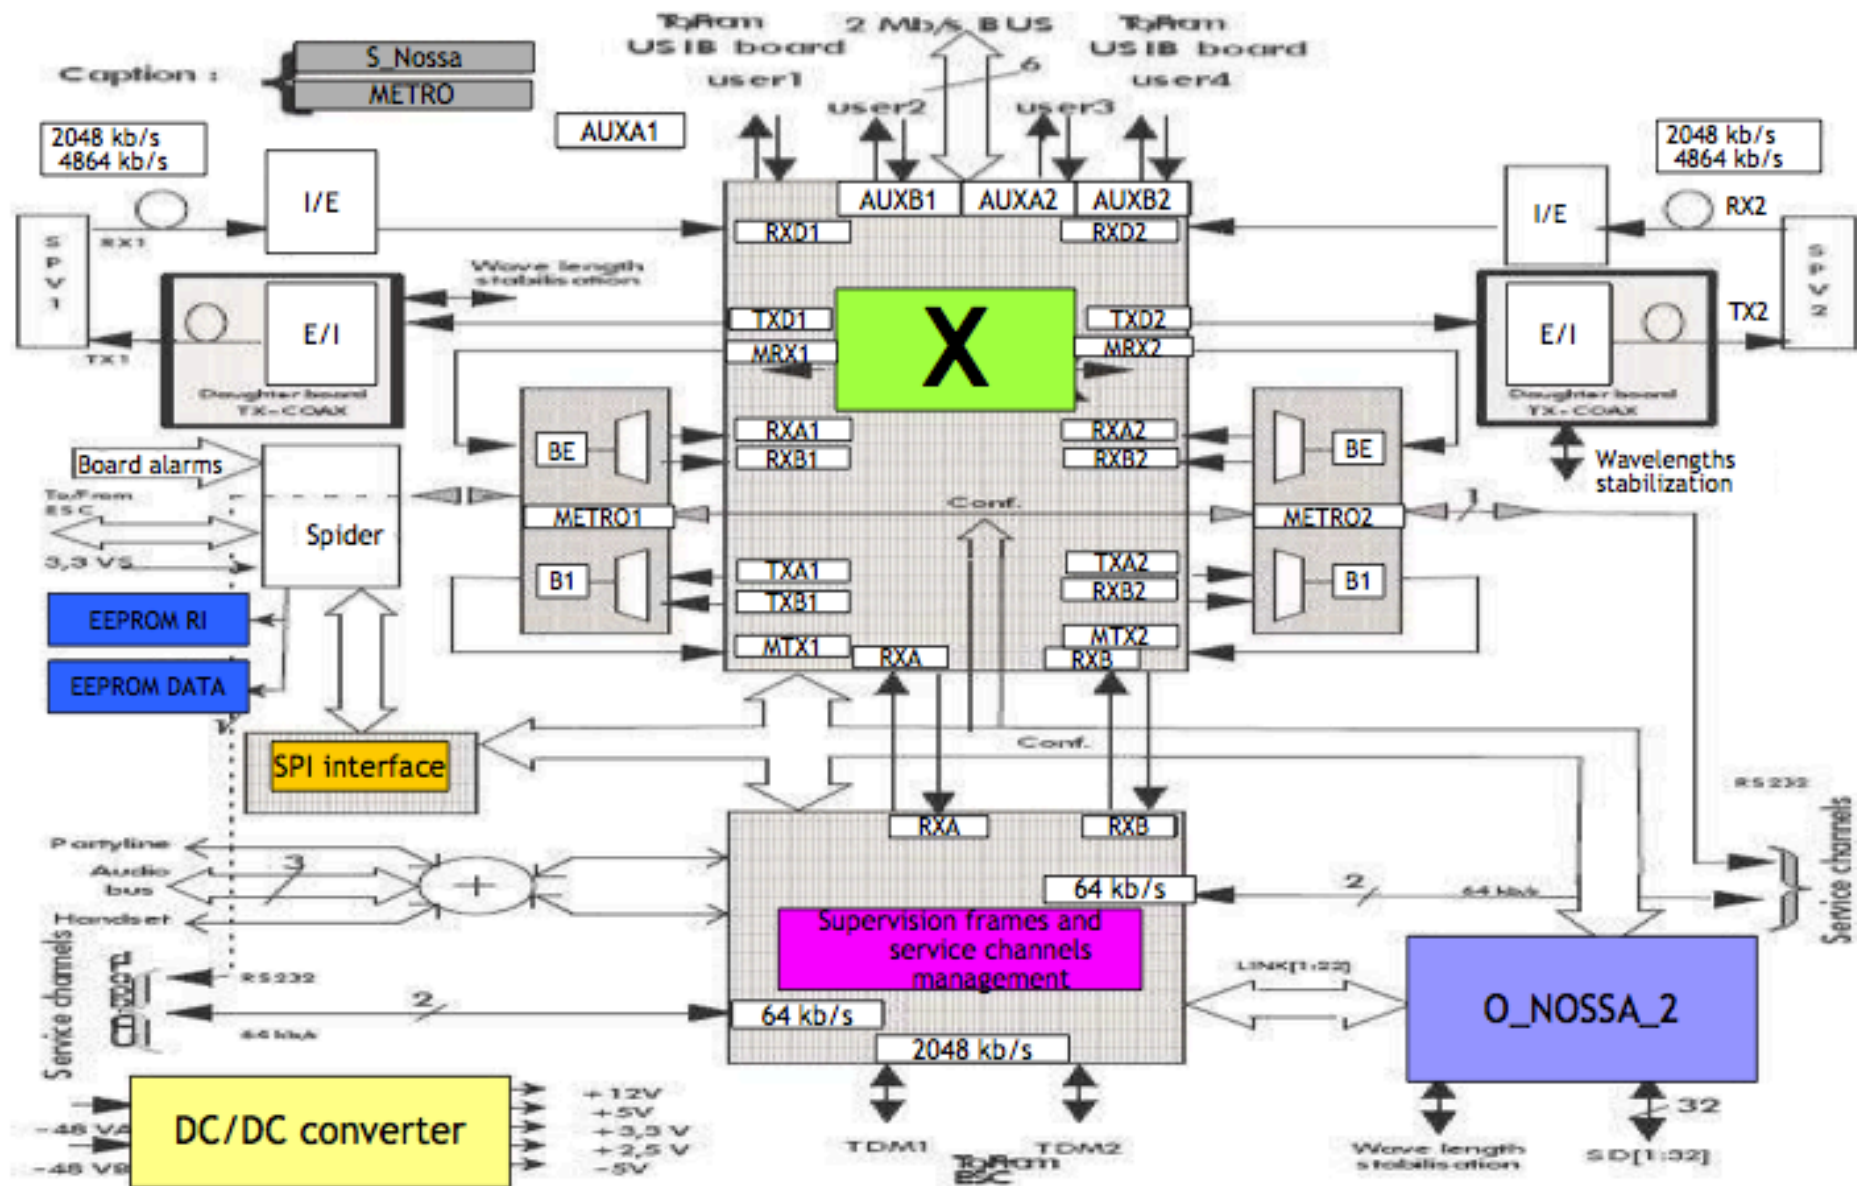 To/From
USIB board
user1
2 Mb/s BUS
6
To/From
USIB board
user4
user2
user3
Caption :
S_Nossa
METRO
AUXA1
2048 kb/s
4864 kb/s
I/E
SPV1
RX1
TX1
E/I
Daughter board
TX-COAX
Wave length
stabilisation
AUXB1
AUXA2
AUXB2
RXD1
RXD2
TXD1
TXD2
MRX1
MRX2
X
RXA1
RXA2
RXB1
RXB2
Conf.
TXA1
TXA2
TXB1
RXB2
MTX1
MTX2
RXA
RXB
2048 kb/s
4864 kb/s
I/E
RX2
SPV2
TX2
E/I
Daughter board
TX-COAX
Wavelengths
stabilization
BE
METRO1
B1
BE
METRO2
B1
1
Board alarms
To/From
ESC
3,3 VS
Spider
EEPROM RI
EEPROM DATA
1
SPI interface
Conf.
RS232
Service channels
Partyline
Audio
bus
3
Handset
+
RXA
RXB
64 kb/s
2
64 kb/s
Supervision frames and
service channels
management
64 kb/s
2048 kb/s
Service channels
RS232
2
64 kb/s
LINK[1:22]
O_NOSSA_2
DC/DC converter
-48 VA
-48 VB
+12V
+5V
+3,3 V
+2,5 V
-5V
TDM1
To/From
ESC
TDM2
Wave length
stabilisation
32
SD[1:32]